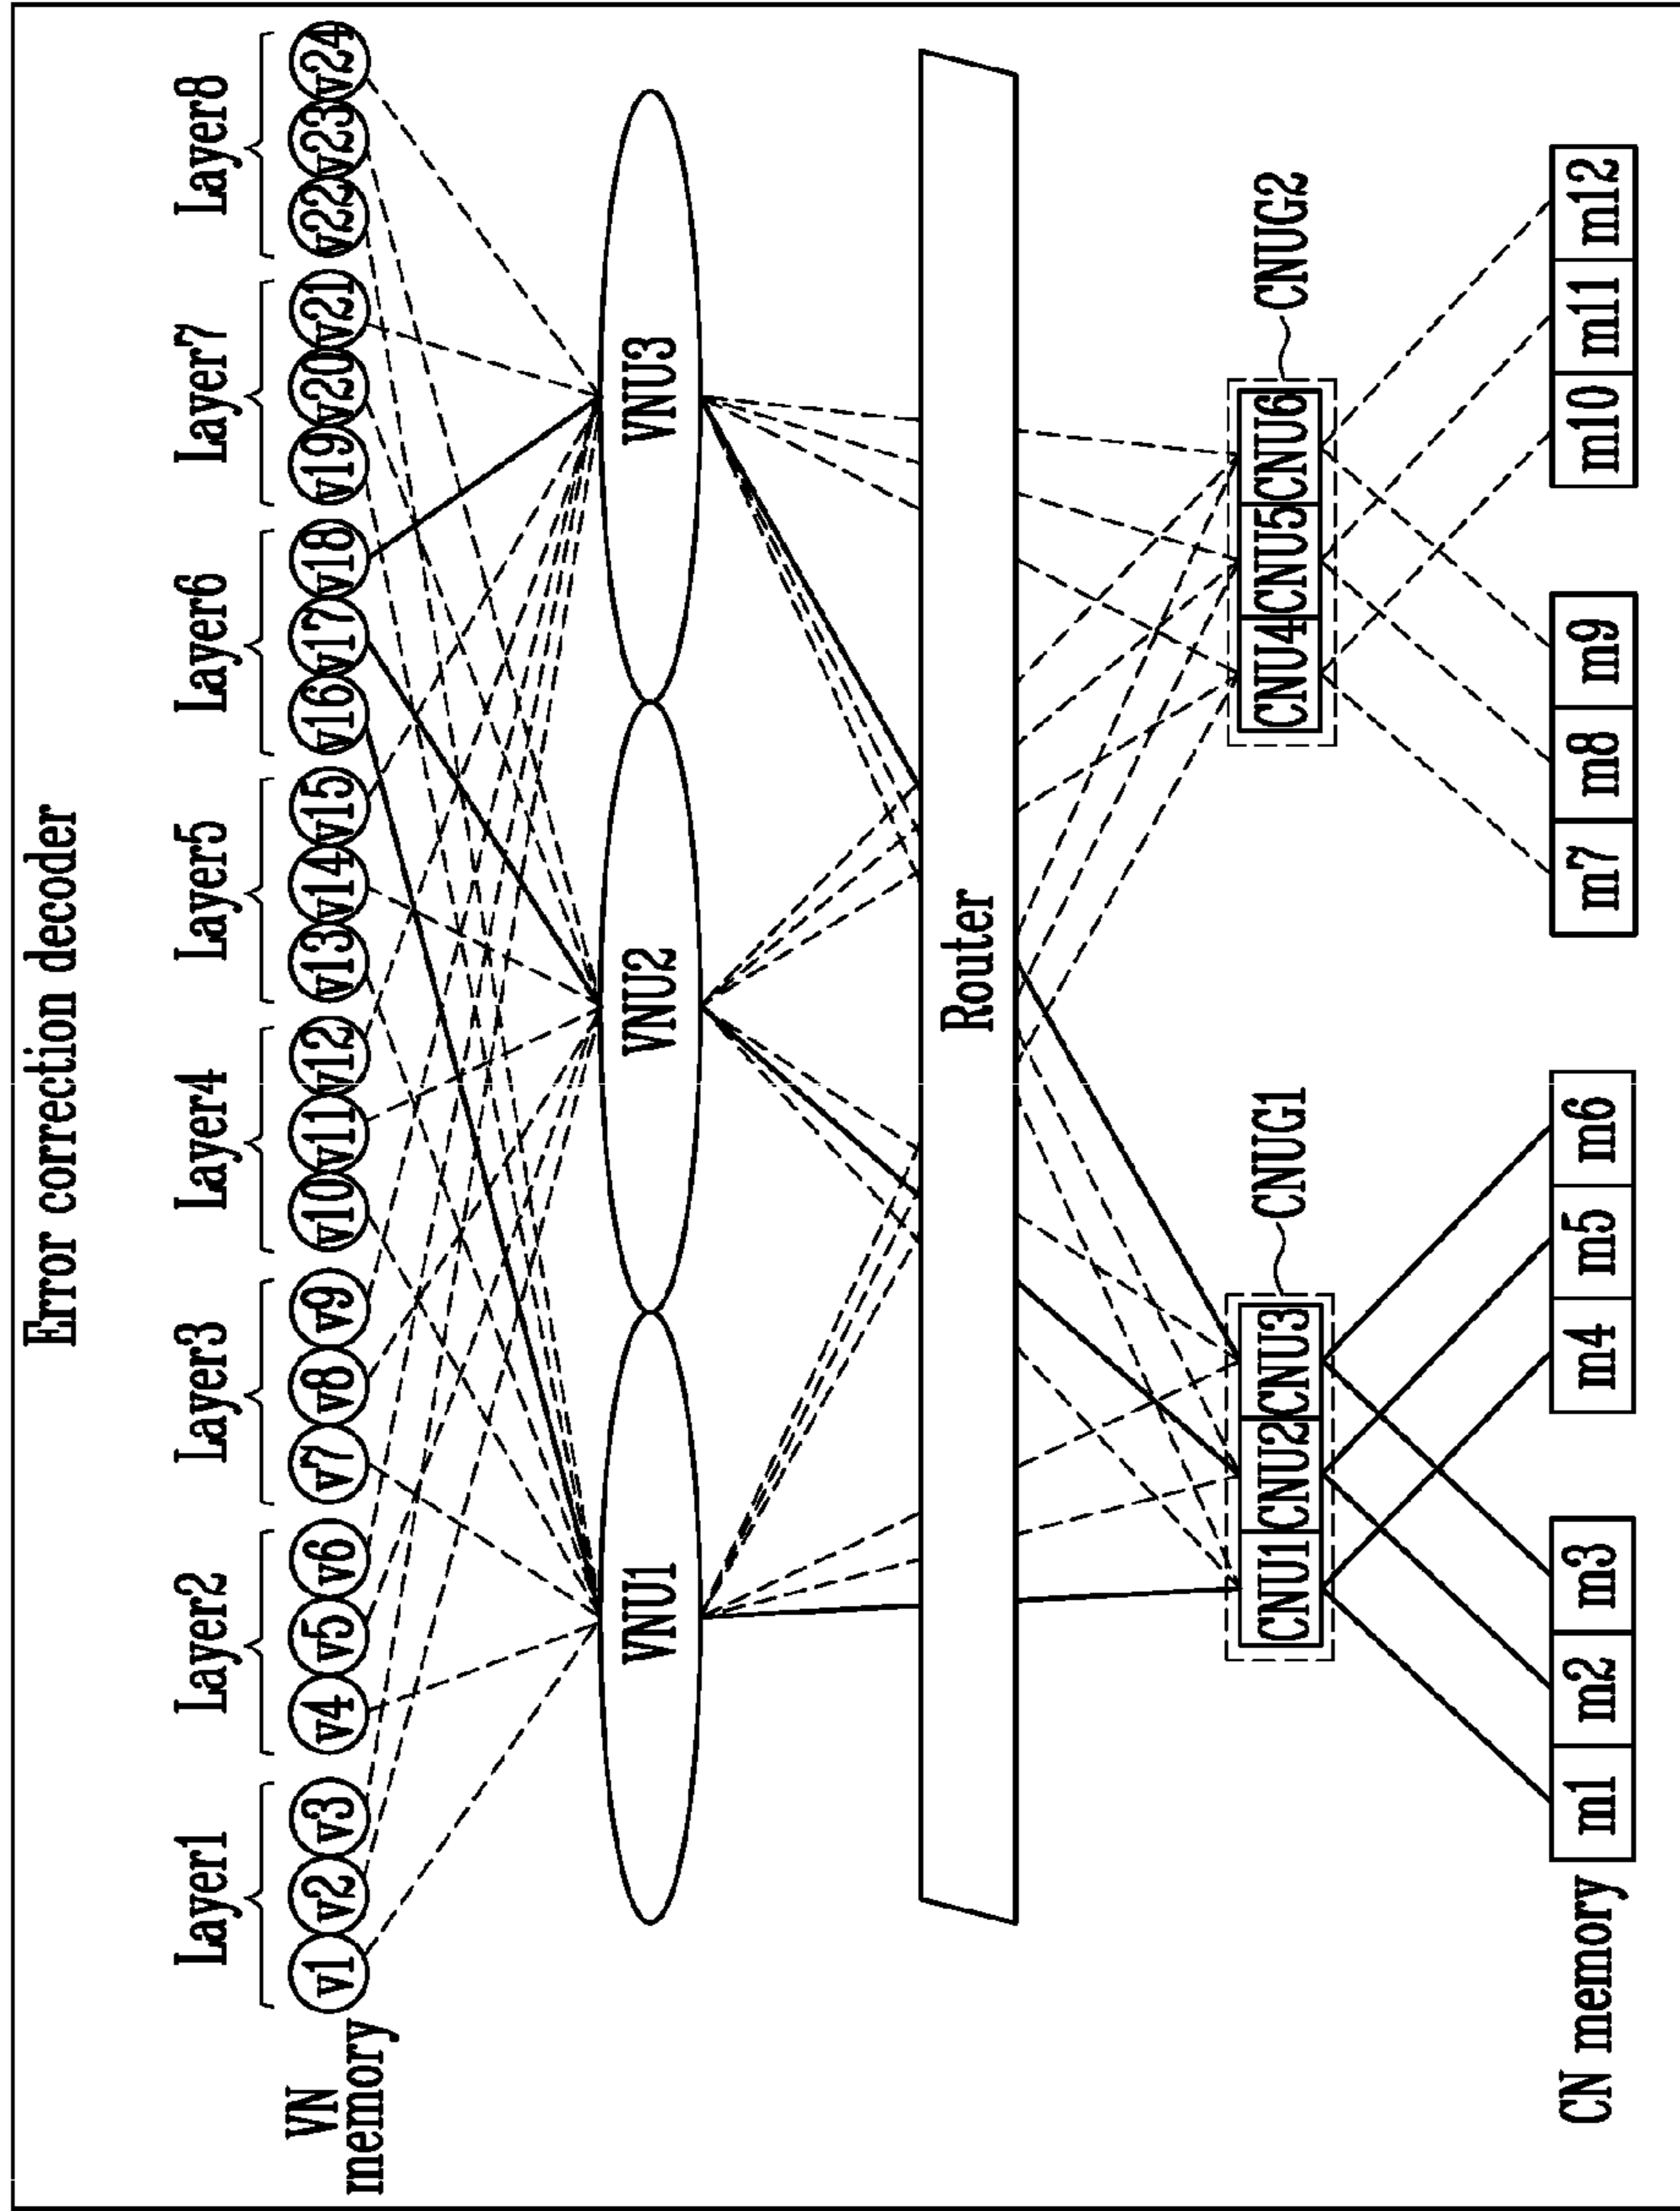 Error correction decoder
Layer1 Layer2 Layer3 Layer4 Layer5 Layer6 Layer7 Layer8
VN memory
v1 v2 v3 v4 v5 v6 v7 v8 v9 v10 v11 v12 v13 v14 v15 v16 v17 v18 v19 v20 v21 v22 v23 v24
VNU1 VNU2 VNU3
Router
CNUG1 CNUG2
CNU1 CNU2 CNU3 CNU4 CNU5 CNU6
CN memory m1 m2 m3 m4 m5 m6 m7 m8 m9 m10 m11 m12